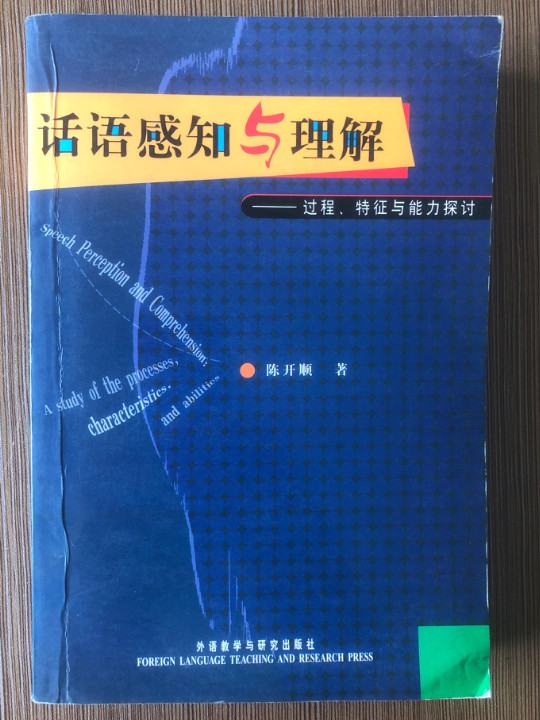 话语感知与理解
——过程、特征与能力探讨
Speech Perception and Comprehension:
A study of the processes,
characteristics,
and abilities
陈开顺 著
外语教学与研究出版社
FOREIGN LANGUAGE TEACHING AND RESEARCH PRESS